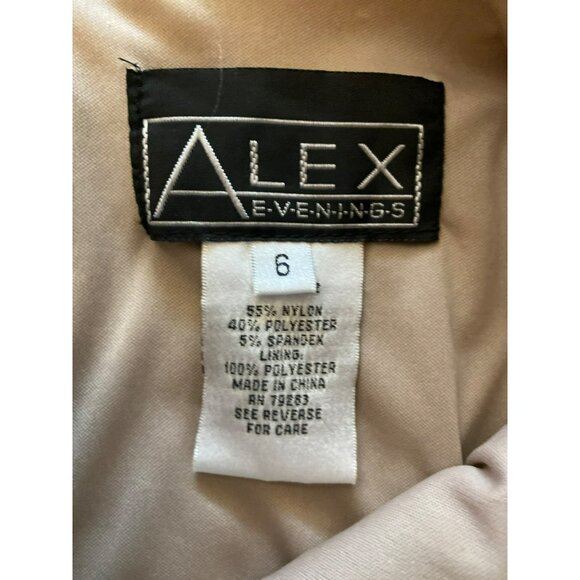 ALEX
E·V·E·N·I·N·G·S
6
55% NYLON
40% POLYESTER
5% SPANDEX
LINING:
100% POLYESTER
MADE IN CHINA
RN 79283
SEE REVERSE
FOR CARE